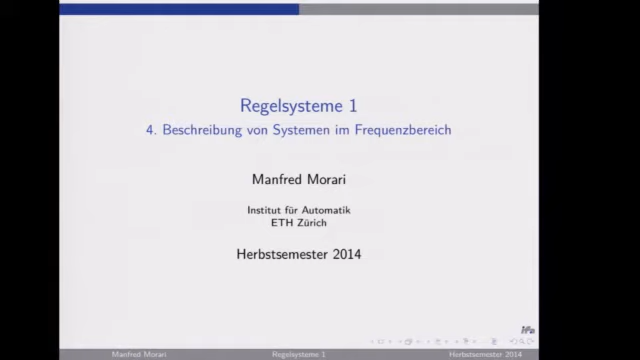 Regelsysteme 1
4. Beschreibung von Systemen im Frequenzbereich
Manfred Morari
Institut für Automatik
ETH Zürich
Herbstsemester 2014
Manfred Morari
Regelsysteme 1
Herbstsemester 2014